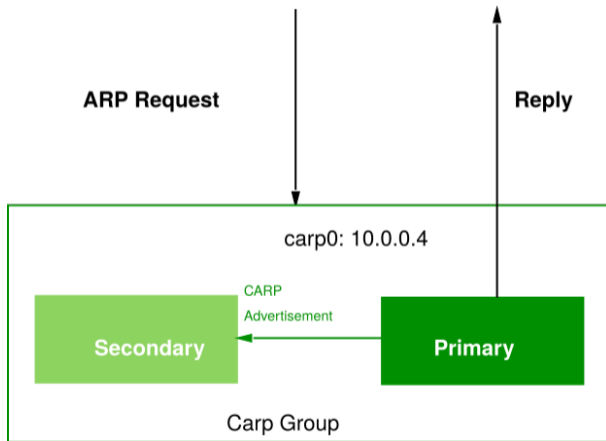 ARP Request
Reply
carp0: 10.0.0.4
CARP
Advertisement
Secondary
Primary
Carp Group